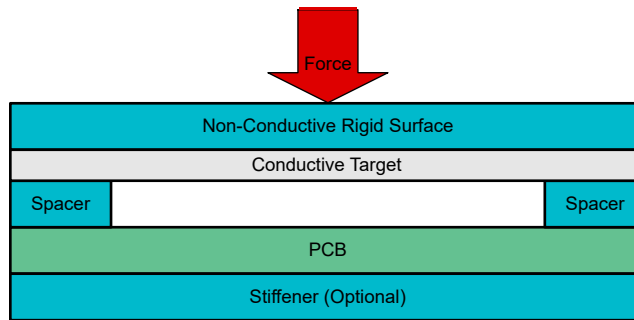 Force
Non-Conductive Rigid Surface
Conductive Target
Spacer
Spacer
PCB
Stiffener (Optional)